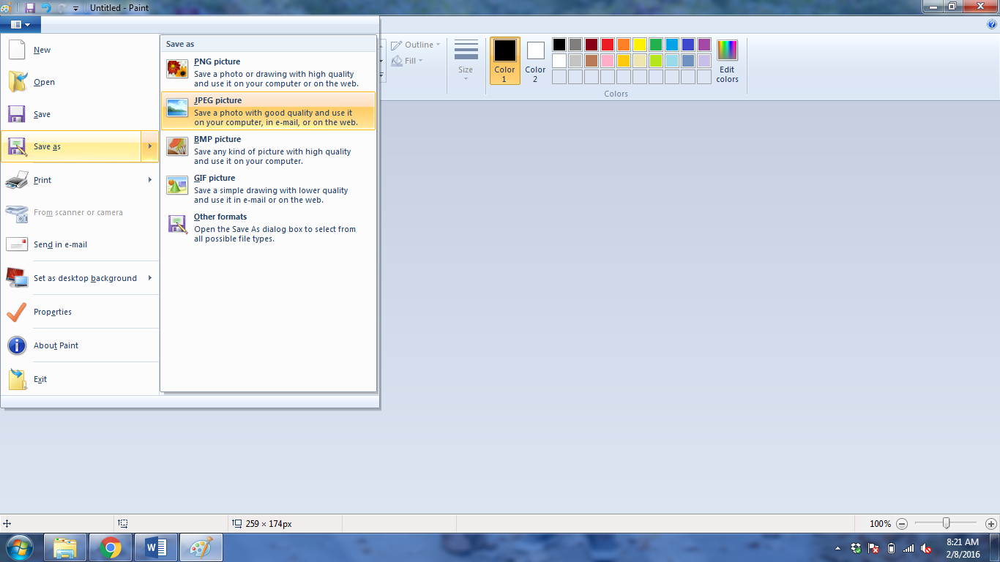 Untitled - Paint
New
Open
Save
Save as
Print
From scanner or camera
Send in e-mail
Set as desktop background
Properties
About Paint
Exit
Save as
PNG picture
Save a photo or drawing with high quality
and use it on your computer or on the web.
JPEG picture
Save a photo with good quality and use it
on your computer, in e-mail, or on the web.
BMP picture
Save any kind of picture with high quality
and use it on your computer.
GIF picture
Save a simple drawing with lower quality
and use it in e-mail or on the web.
Other formats
Open the Save As dialog box to select from
all possible file types.
Outline
Fill
Size
Color
1
Color
2
Edit
colors
Colors
259 × 174px
100%
8:21 AM
2/8/2016